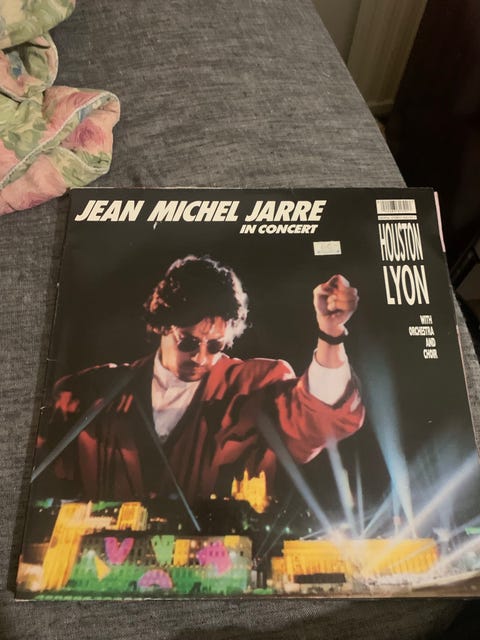 JEAN MICHEL JARRE
IN CONCERT
HOUSTON
LYON
WITH
ORCHESTRA
AND
CHOIR